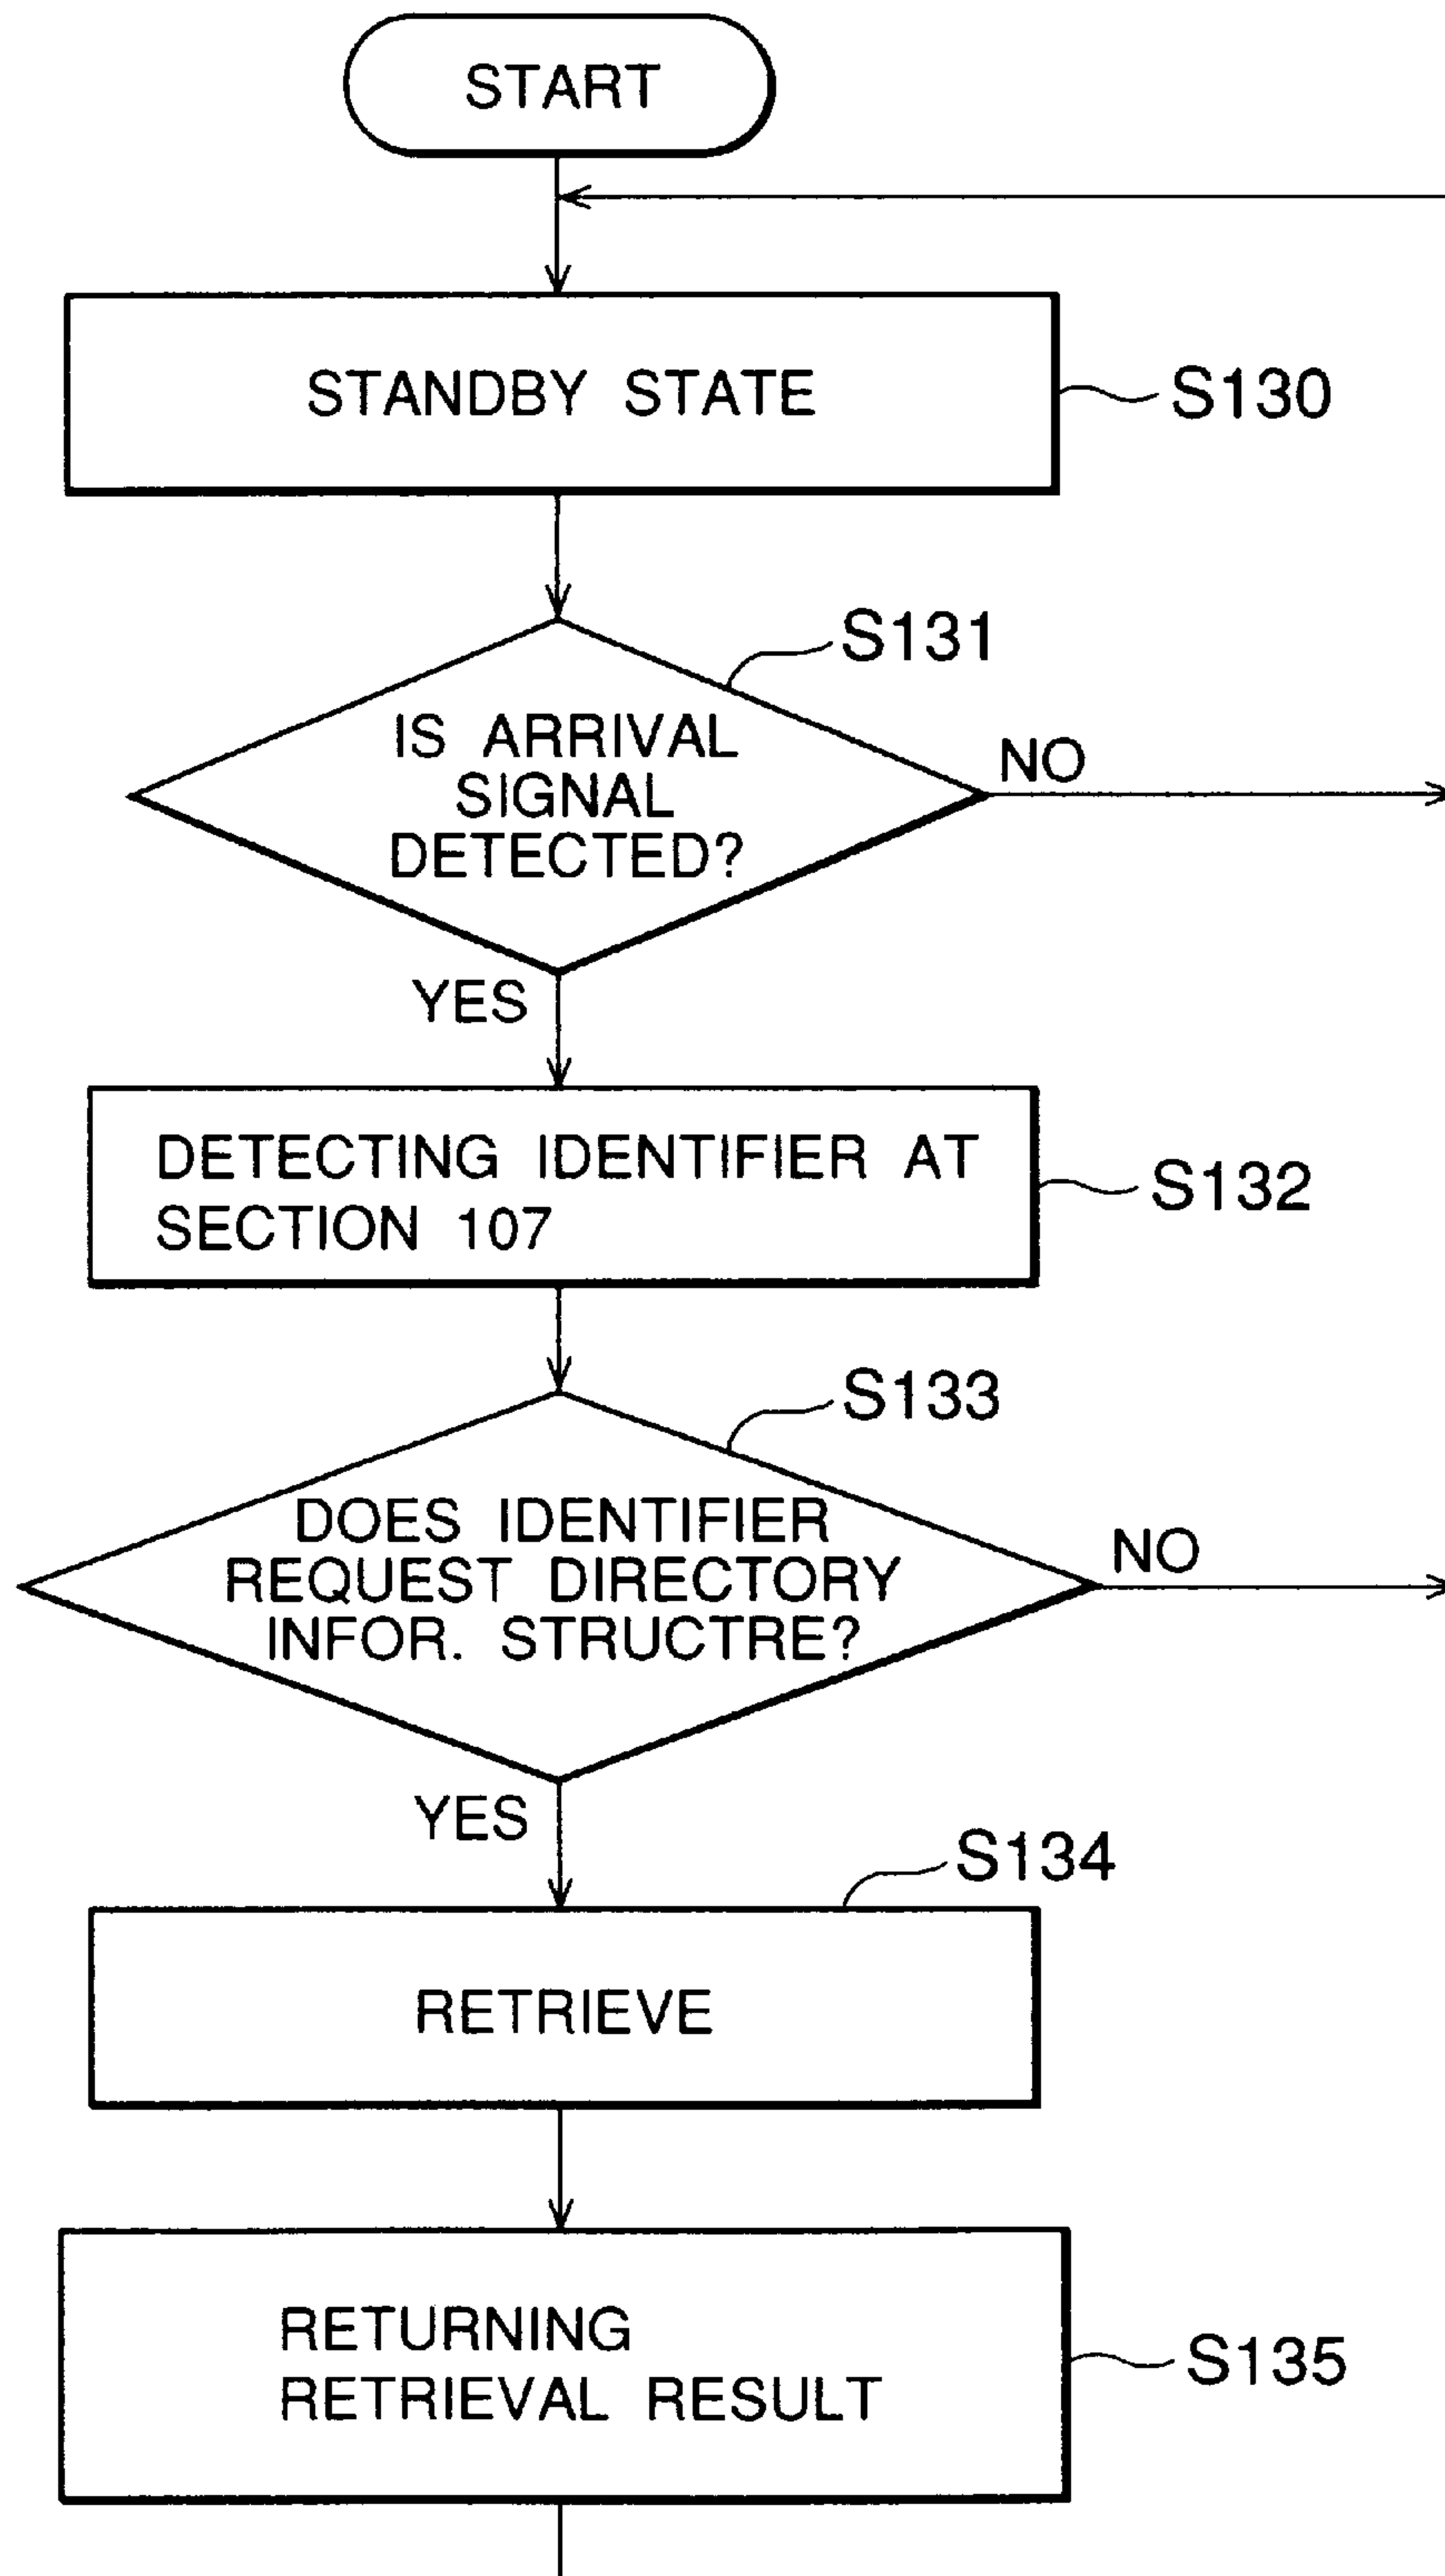 START
STANDBY STATE
S130
S131
IS ARRIVAL
SIGNAL
DETECTED?
NO
YES
DETECTING IDENTIFIER AT
SECTION 107
S132
S133
DOES IDENTIFIER
REQUEST DIRECTORY
INFOR. STRUCTRE?
NO
YES
S134
RETRIEVE
RETURNING
RETRIEVAL RESULT
S135